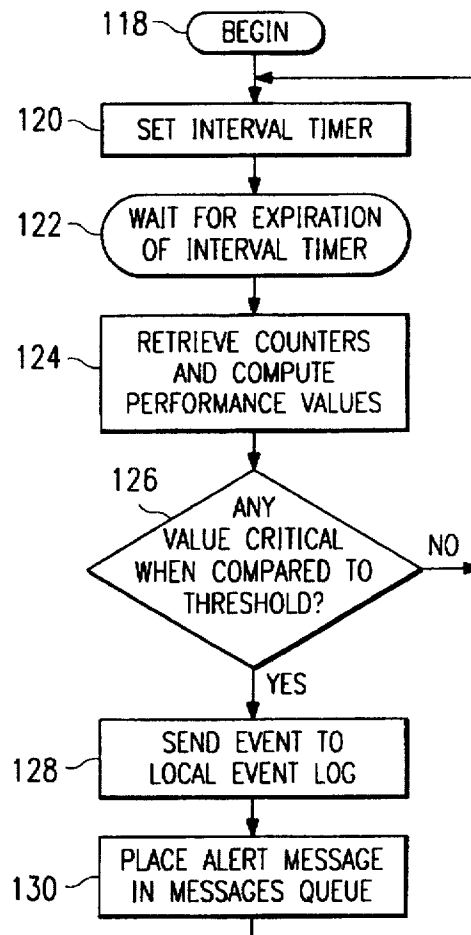 118
BEGIN
120
SET INTERVAL TIMER
122
WAIT FOR EXPIRATION
OF INTERVAL TIMER
124
RETRIEVE COUNTERS
AND COMPUTE
PERFORMANCE VALUES
126
ANY
VALUE CRITICAL
WHEN COMPARED TO
THRESHOLD?
NO
YES
128
SEND EVENT TO
LOCAL EVENT LOG
130
PLACE ALERT MESSAGE
IN MESSAGES QUEUE